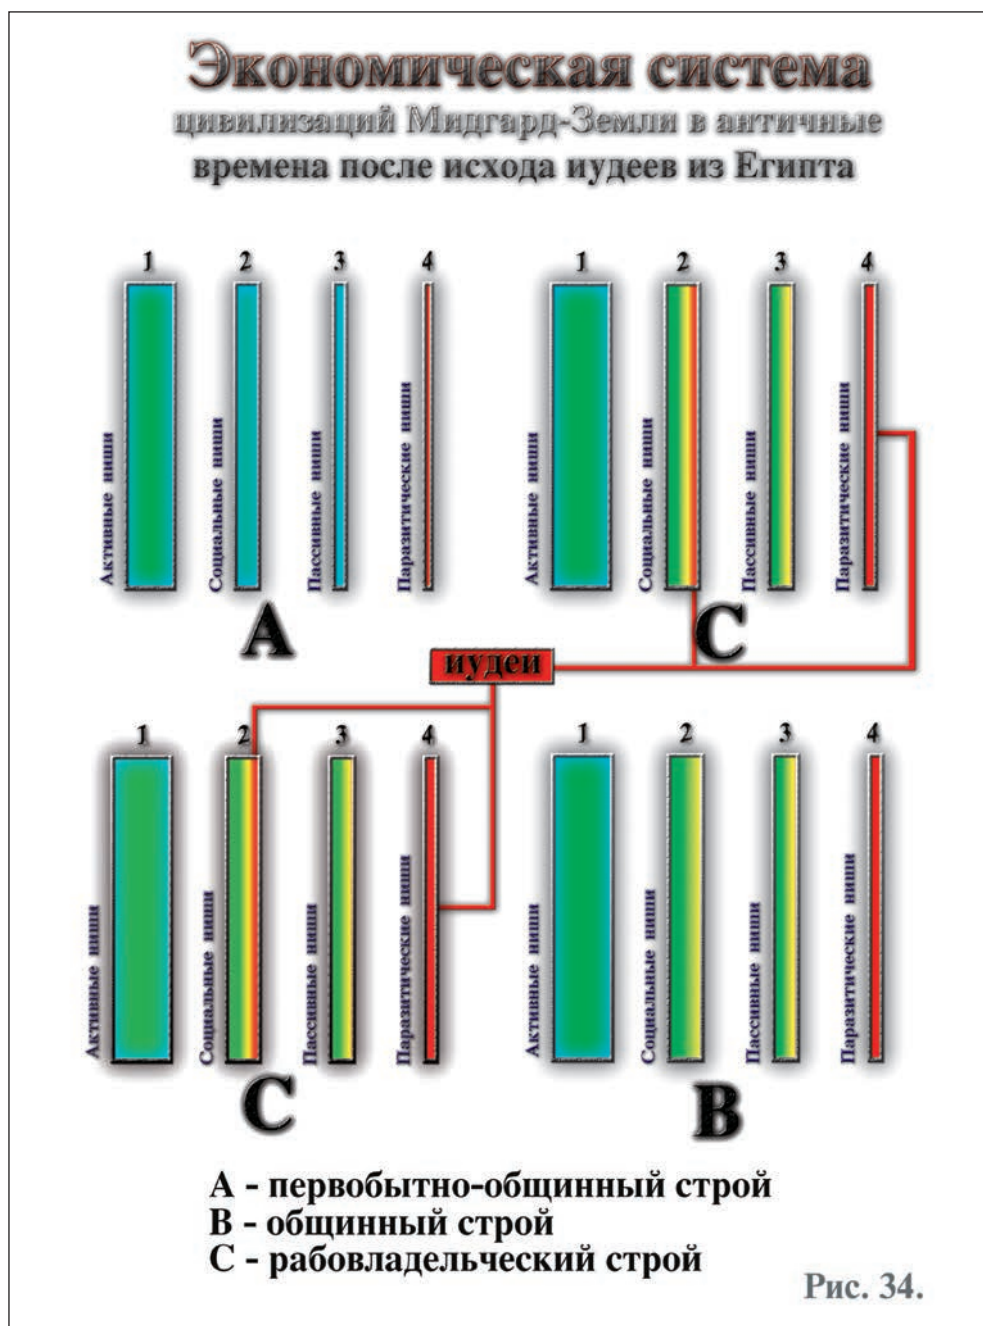 Экономическая система
цивилизаций Мидгард-Земли в античные
времена после исхода иудеев из Египта
1 2 3 4
Активные ниши
Социальные ниши
Пассивные ниши
Паразитические ниши
A
1 2 3 4
Активные ниши
Социальные ниши
Пассивные ниши
Паразитические ниши
C
иудеи
1 2 3 4
Активные ниши
Социальные ниши
Пассивные ниши
Паразитические ниши
C
1 2 3 4
Активные ниши
Социальные ниши
Пассивные ниши
Паразитические ниши
B
A - первобытно-общинный строй
B - общинный строй
C - рабовладельческий строй
Рис. 34.